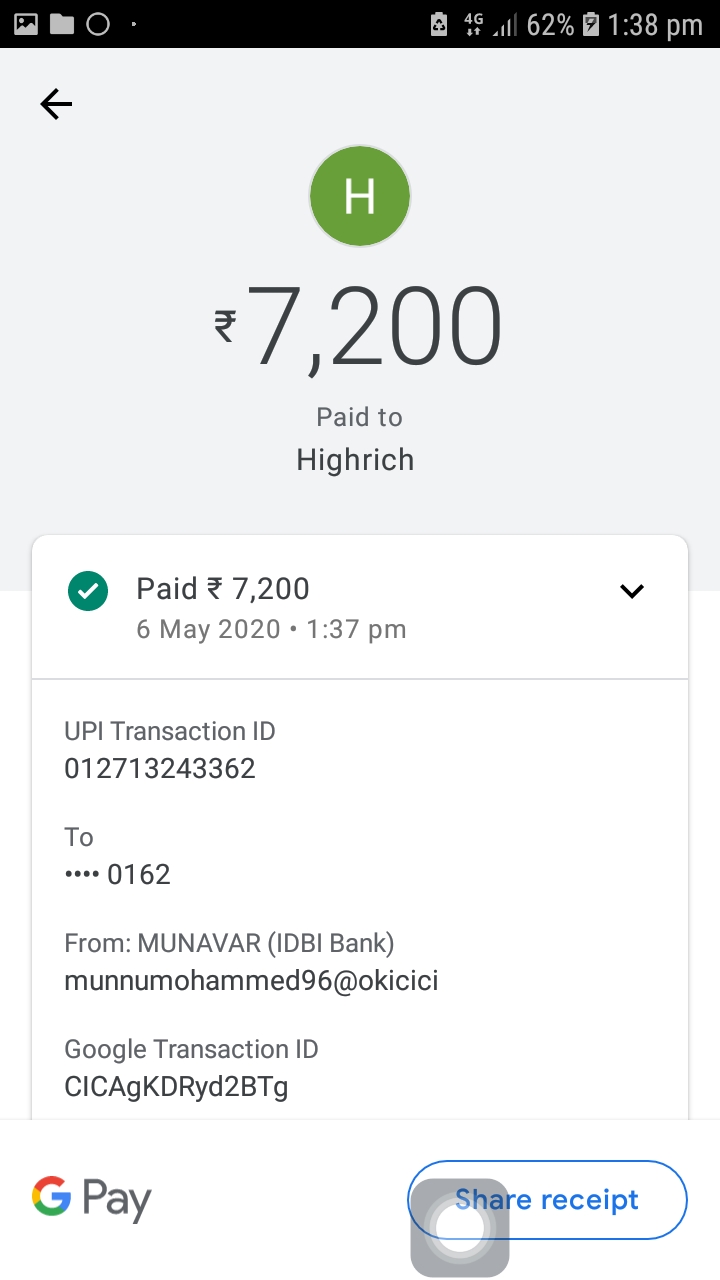 4G 62% 1:38 pm
H
₹7,200
Paid to
Highrich
Paid ₹ 7,200
6 May 2020 • 1:37 pm
UPI Transaction ID
012713243362
To
•••• 0162
From: MUNAVAR (IDBI Bank)
munnumohammed96@okicici
Google Transaction ID
CICAgKDRyd2BTg
G Pay
Share receipt